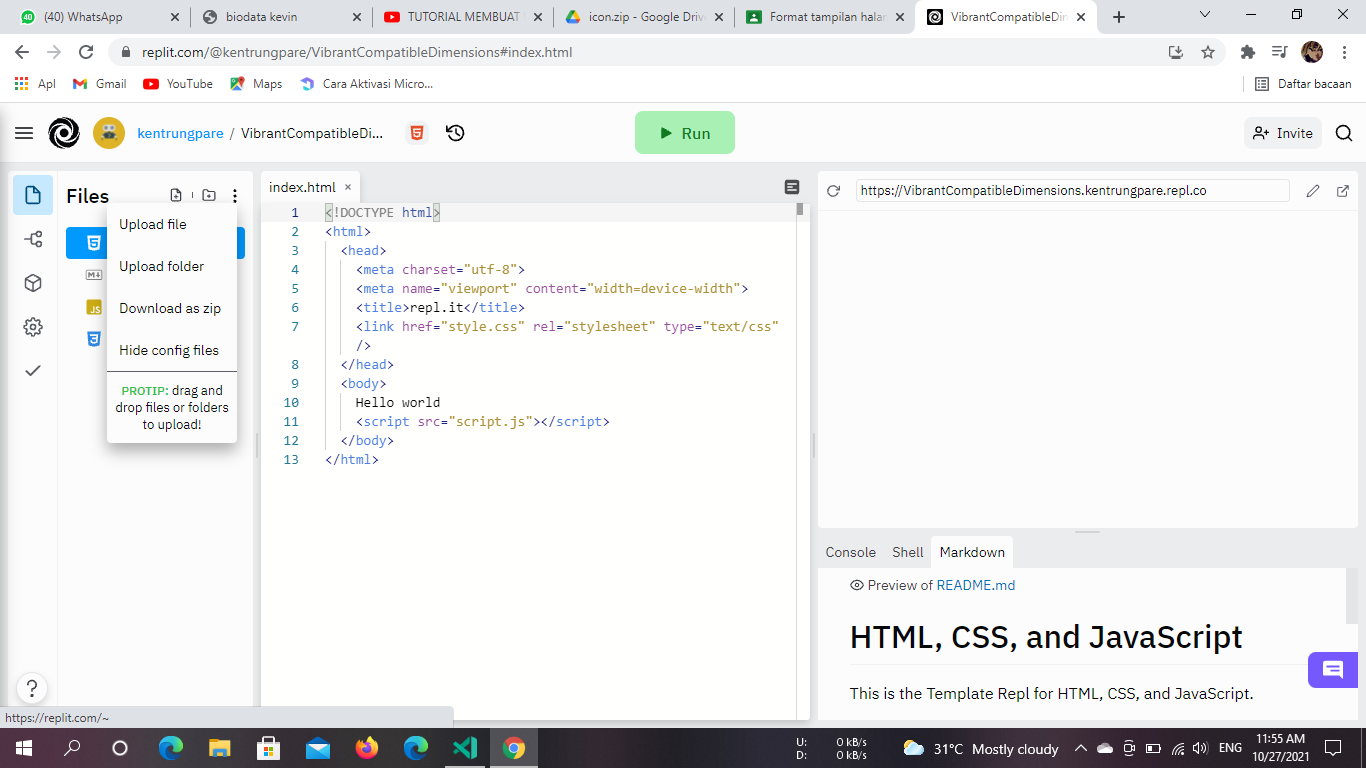 (40) WhatsApp
biodata kevin
TUTORIAL MEMBUAT
icon.zip - Google Drive
Format tampilan halar
VibrantCompatibleDim
replit.com/@kentrungpare/VibrantCompatibleDimensions#index.html
Apl
Gmail
YouTube
Maps
Cara Aktivasi Micro...
Daftar bacaan
kentrungpare / VibrantCompatibleDi...
Run
Invite
Files
Upload file
Upload folder
Download as zip
Hide config files
PROTIP: drag and
drop files or folders
to upload!
index.html
1 <!DOCTYPE html>
2 <html>
3 <head>
4 <meta charset="utf-8">
5 <meta name="viewport" content="width=device-width">
6 <title>repl.it</title>
7 <link href="style.css" rel="stylesheet" type="text/css"
/>
8 </head>
9 <body>
10 Hello world
11 <script src="script.js"></script>
12 </body>
13 </html>
https://VibrantCompatibleDimensions.kentrungpare.repl.co
Console Shell Markdown
Preview of README.md
HTML, CSS, and JavaScript
This is the Template Repl for HTML, CSS, and JavaScript.
?
https://replit.com/~
U: 0 kB/s
D: 0 kB/s
31°C Mostly cloudy
ENG
11:55 AM
10/27/2021